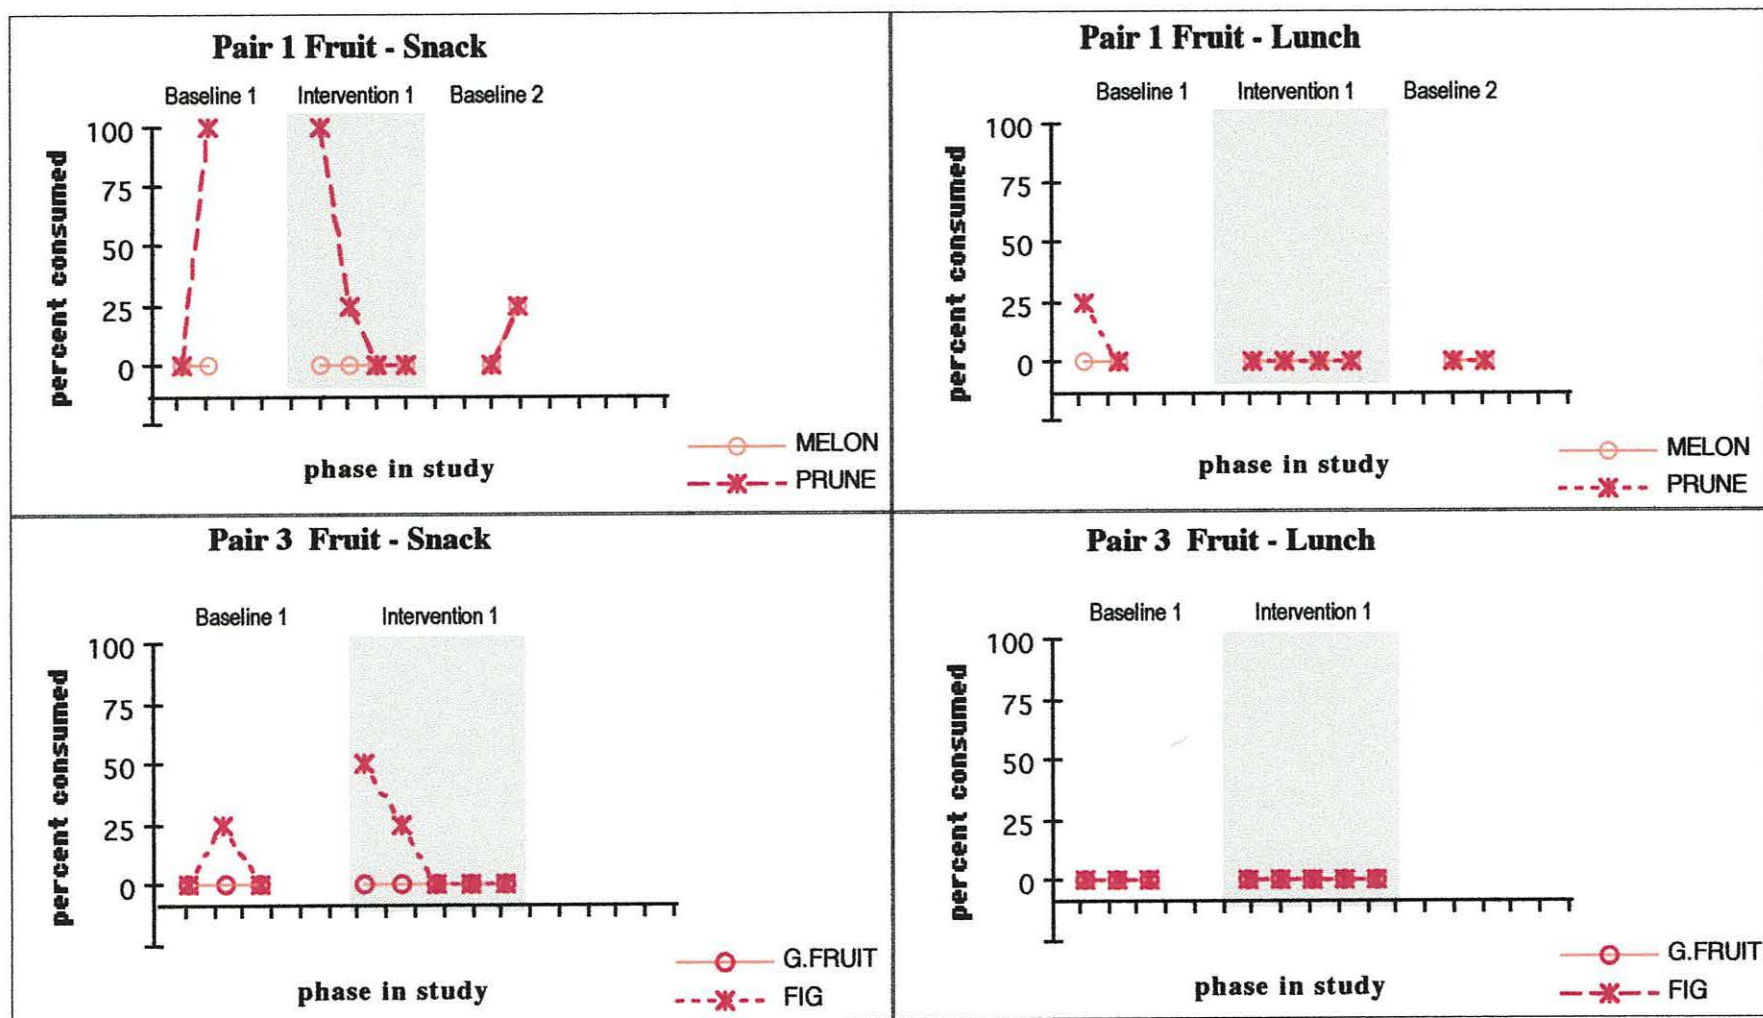 Pair 1 Fruit - Snack
Baseline 1 Intervention 1 Baseline 2
percent consumed
100
75
50
25
0
phase in study
MELON
PRUNE
Pair 1 Fruit - Lunch
Baseline 1 Intervention 1 Baseline 2
percent consumed
100
75
50
25
0
phase in study
MELON
PRUNE
Pair 3 Fruit - Snack
Baseline 1 Intervention 1
percent consumed
100
75
50
25
0
phase in study
G.FRUIT
FIG
Pair 3 Fruit - Lunch
Baseline 1 Intervention 1
percent consumed
100
75
50
25
0
phase in study
G.FRUIT
FIG